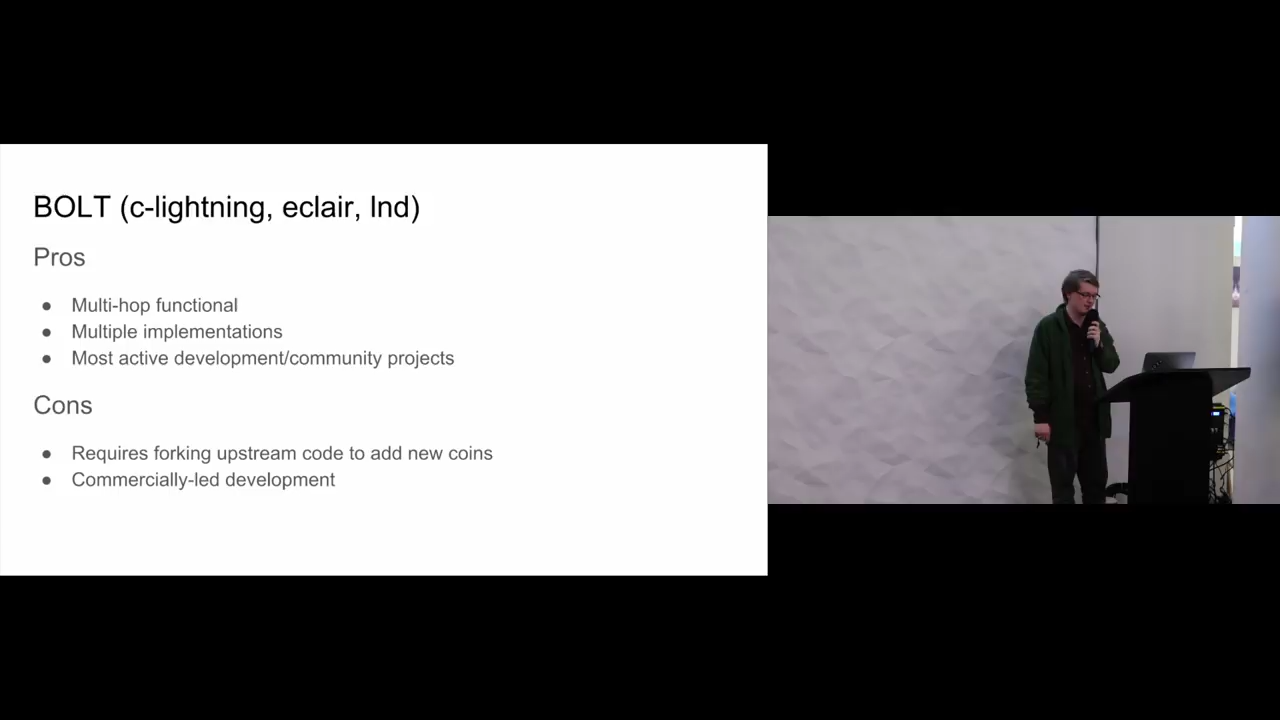 BOLT (c-lightning, eclair, lnd)
Pros
● Multi-hop functional
● Multiple implementations
● Most active development/community projects
Cons
● Requires forking upstream code to add new coins
● Commercially-led development